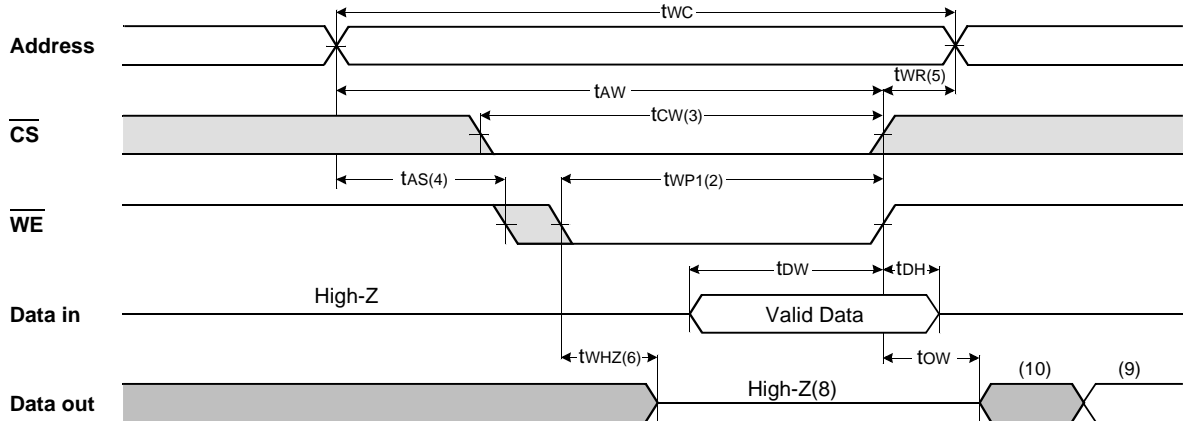 tWC
Address
tWR(5)
tAW
tCW(3)
CS
tAS(4)
tWP1(2)
WE
tDW
tDH
High-Z
Data in
Valid Data
tWHZ(6)
tOW
(10)
(9)
High-Z(8)
Data out